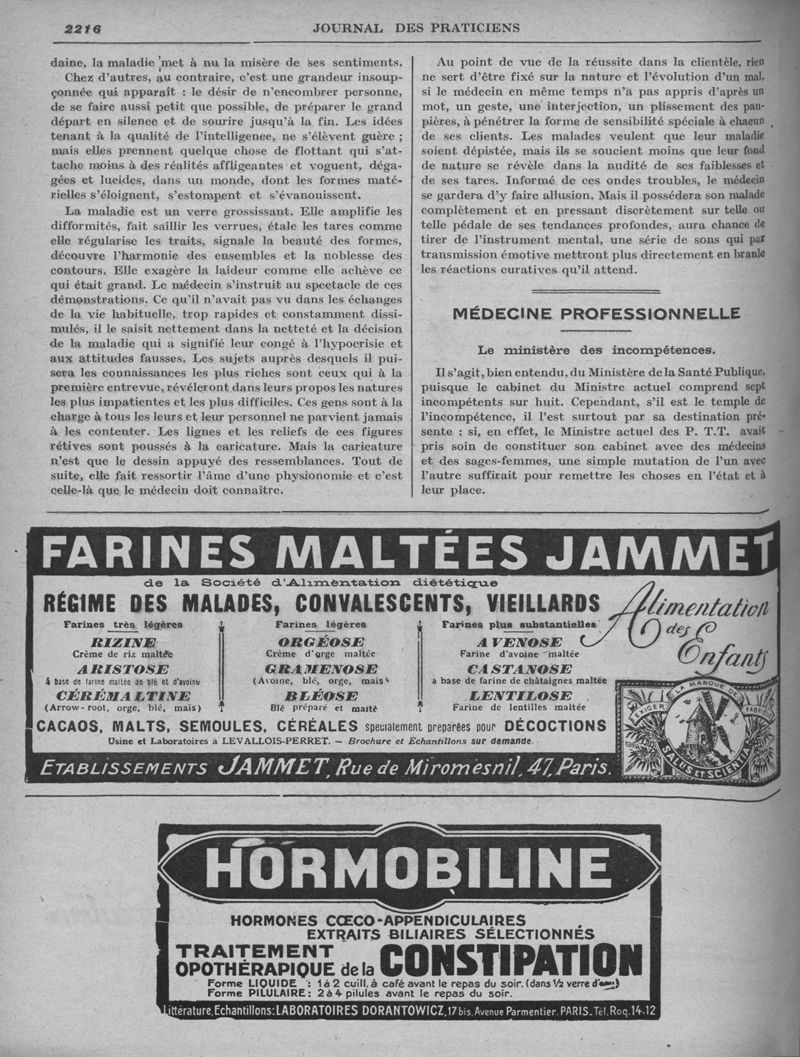 2216
JOURNAL DES PRATICIENS
daine, la maladie met à nu la misère de ses sentiments.
Chez d'autres, au contraire, c'est une grandeur insoup-
çonnée qui apparaît : le désir de n'encombrer personne,
de se faire aussi petit que possible, de préparer le grand
départ en silence et de sourire jusqu'à la fin. Les idées
tenant à la qualité de l'intelligenee, ne s'élèvent guère ;
mais elles prennent quelque chose de flottant qui s'at-
tache moins à des réalités affligeantes et voguent, déga-
gées et lucides, dans un monde, dont les formes maté-
rielles s'éloignent, s'estompent et s'évanouissent.
La maladie est un verre grossissant. Elle amplifie les
difformités, fait saillir les verrues, étale les tares comme
elle régularise les traits, signale la beauté des formes,
découvre l'harmonie des ensembles et la noblesse des
contours. Elle exagère la laideur comme elle achève ce
qui était grand. Le médecin s'instruit au spectacle de ces
démonstrations. Ce qu'il n'avait pas vu dans les échanges
de la vie habituelle, trop rapides et constamment dissi-
mulés, il le saisit nettement dans la netteté et la décision
de la maladie qui a signifié leur congé à l'hypocrisie et
aux attitudes fausses. Les sujets auprès desquels il pui-
sera les connaissances les plus riches sont ceux qui à la
première entrevue, révéleront dans leurs propos les natures
les plus impatientes et les plus difficiles. Ces gens sont à la
charge à tous les leurs et leur personnel ne parvient jamais
à les contenter. Les lignes et les reliefs de ces figures
rétives sont poussés à la caricature. Mais la caricature
n'est que le dessin appuyé des ressemblances. Tout de
suite, elle fait ressortir l'âme d'une physionomie et c'est
celle-là que le médecin doit connaître.
Au point de vue de la réussite dans la clientèle, rien
ne sert d'être fixé sur la nature et l'évolution d'un mal,
si le médecin en même temps n'a pas appris d'après un
mot, un geste, une interjection, un plissement des pau-
pières, à pénétrer la forme de sensibilité spéciale à chacun
de ses clients. Les malades veulent que leur maladie
soient dépistée, mais ils se soucient moins que leur fond
de nature se révèle dans la nudité de ses faiblesses et
de ses tares. Informé de ces ondes troubles, le médecin
se gardera d'y faire allusion. Mais il possédera son malade
complètement et en pressant discrètement sur telle ou
telle pédale de ses tendances profondes, aura chance de
tirer de l'instrument mental, une série de sons qui par
transmission émotive mettront plus directement en branle
les réactions curatives qu'il attend.
MÉDECINE PROFESSIONNELLE
Le ministère des incompétences.
Il s'agit, bien entendu, du Ministère de la Santé Publique,
puisque le cabinet du Ministre actuel comprend sept
incompétents sur huit. Cependant, s'il est le temple de
l'incompétence, il l'est surtout par sa destination pré-
sente : si, en effet, le Ministre actuel des P. T.T. avait
pris soin de constituer son cabinet avec des médecins
et des sages-femmes, une simple mutation de l'un avec
l'autre suffirait pour remettre les choses en l'état et à
leur place.
FARINES MALTÉES JAMMET
de la Société d'Alimentation diététique
RÉGIME DES MALADES, CONVALESCENTS, VIEILLARDS
Alimentation
des
Enfants
Farines très légères
RIZINE
Crème de riz maltée
ARISTOSE
à base de farine maltée de blé et d'avoine
CÉRÉMALTINE
(Arrow-root, orge, blé, maïs)
Farines légères
ORGÉOSE
Crème d'orge maltée
GRAMENOSE
(Avoine, blé, orge, maïs)
BLÉOSE
Blé préparé et malté
Farines plus substantielles
AVENOSE
Farine d'avoine maltée
CASTANOSE
a base de farine de châtaignes maltée
LENTILOSE
Farine de lentilles maltée
CACAOS, MALTS, SEMOULES, CÉRÉALES spécialement préparées pour DÉCOCTIONS
Usine et Laboratoires à LEVALLOIS-PERRET. — Brochure et Échantillons sur demande.
EXIGER LA MARQUE DE FABRIQUE
SALUS ET SCIENTIA
ETABLISSEMENTS JAMMET, Rue de Miromesnil, 47, Paris.
HORMOBILINE
HORMONES CŒCO-APPENDICULAIRES
EXTRAITS BILIAIRES SÉLECTIONNÉS
TRAITEMENT
OPOTHÉRAPIQUE de la CONSTIPATION
Forme LIQUIDE : 1 à 2 cuill. à café avant le repas du soir. (dans ½ verre d'eau)
Forme PILULAIRE : 2 à 4 pilules avant le repas du soir.
Littérature, Echantillons: LABORATOIRES DORANTOWICZ, 17 bis, Avenue Parmentier. PARIS. Tél. Roq. 14-12